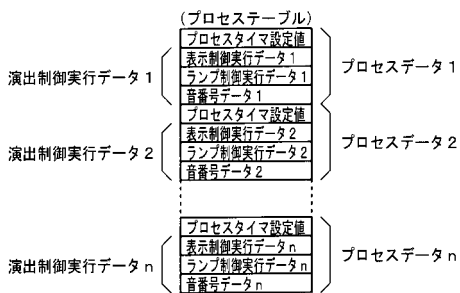 (プロセステーブル)
プロセスタイマ設定値
表示制御実行データ1
ランプ制御実行データ1
音番号データ1
演出制御実行データ1
プロセスデータ1
プロセスタイマ設定値
表示制御実行データ2
ランプ制御実行データ2
音番号データ2
演出制御実行データ2
プロセスデータ2
プロセスタイマ設定値
表示制御実行データn
ランプ制御実行データn
音番号データn
演出制御実行データn
プロセスデータn